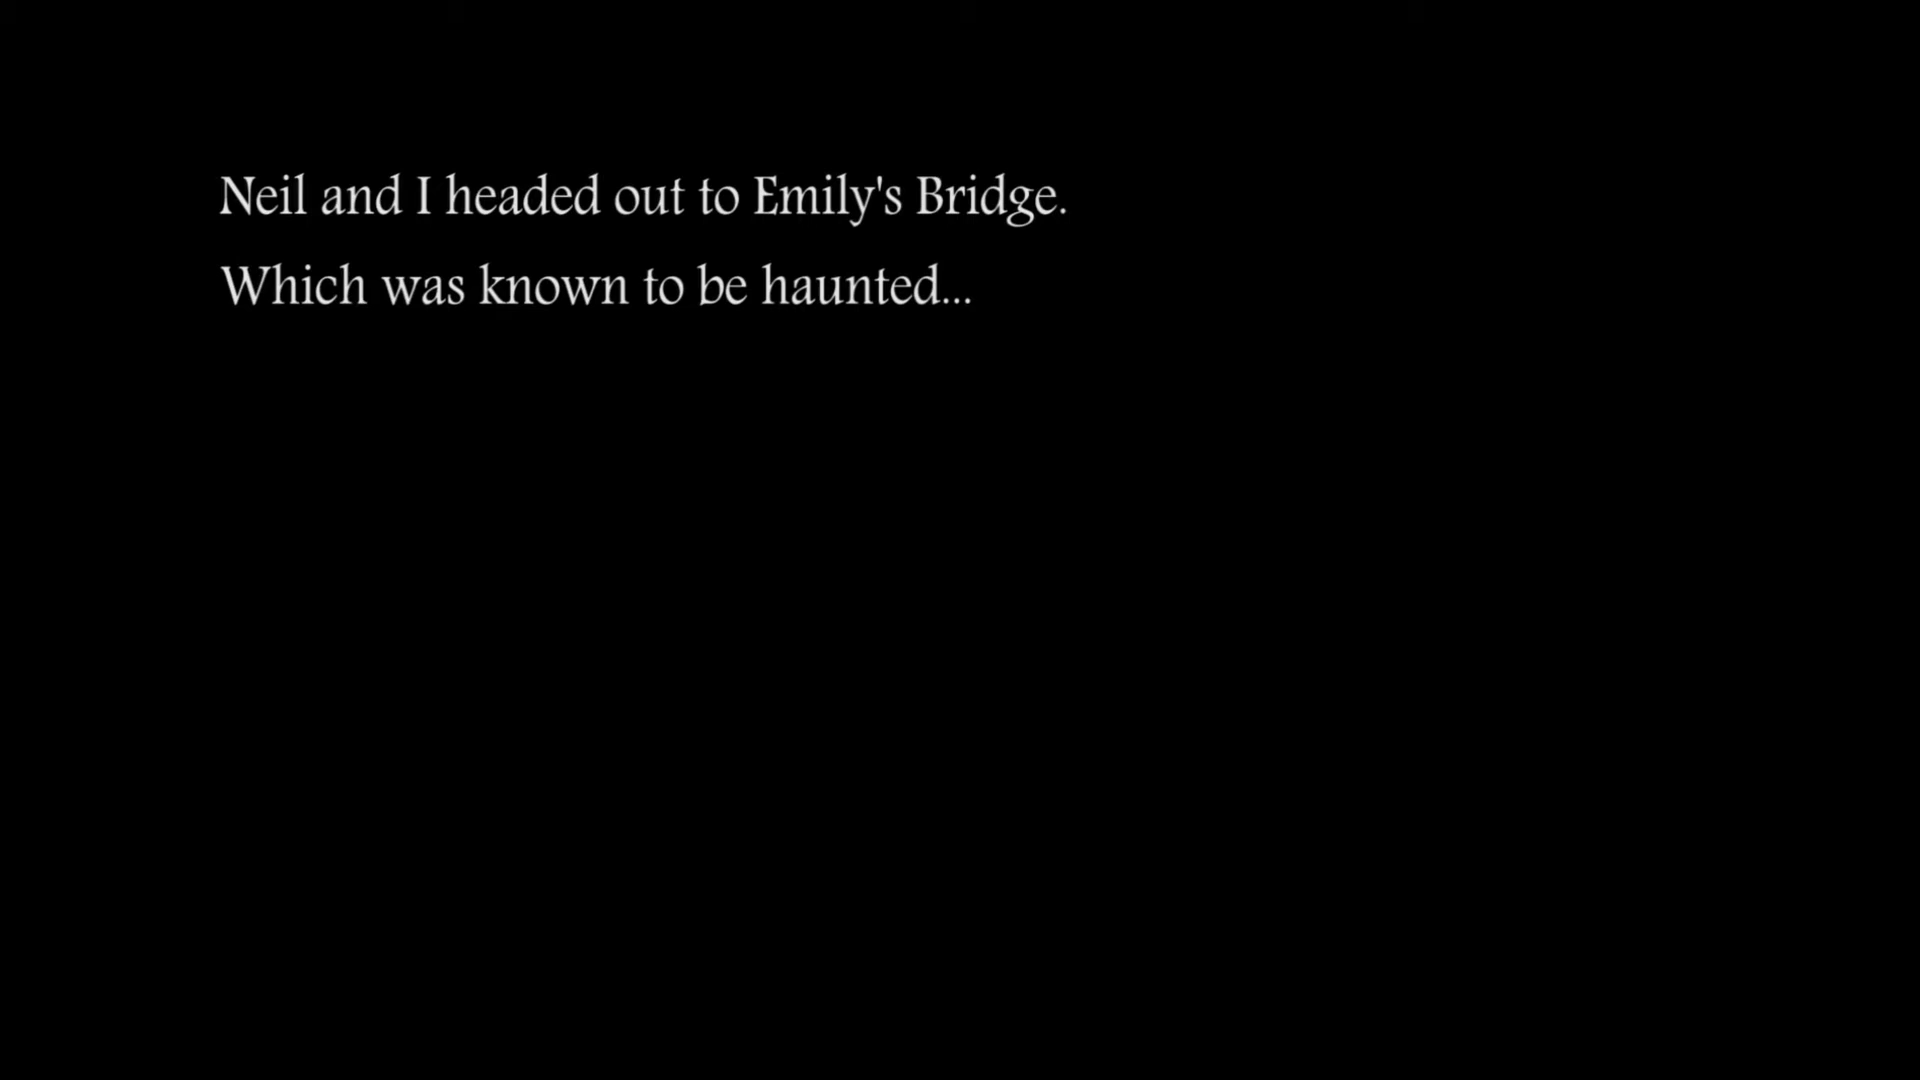 Neil and I headed out to Emily's Bridge.
Which was known to be haunted...